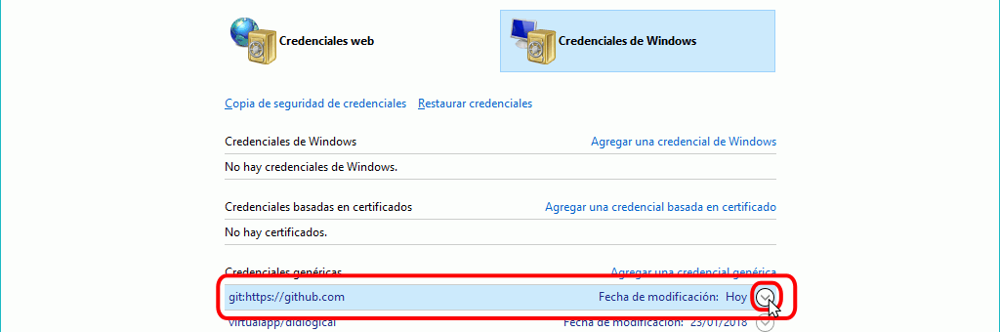 Credenciales web
Credenciales de Windows
Copia de seguridad de credenciales Restaurar credenciales
Credenciales de Windows Agregar una credencial de Windows
No hay credenciales de Windows.
Credenciales basadas en certificados Agregar una credencial basada en certificado
No hay certificados.
Credenciales genéricas Agregar una credencial genérica
git:https://github.com Fecha de modificación: Hoy
virtualapp/didlogical Fecha de modificación: 23/01/2018